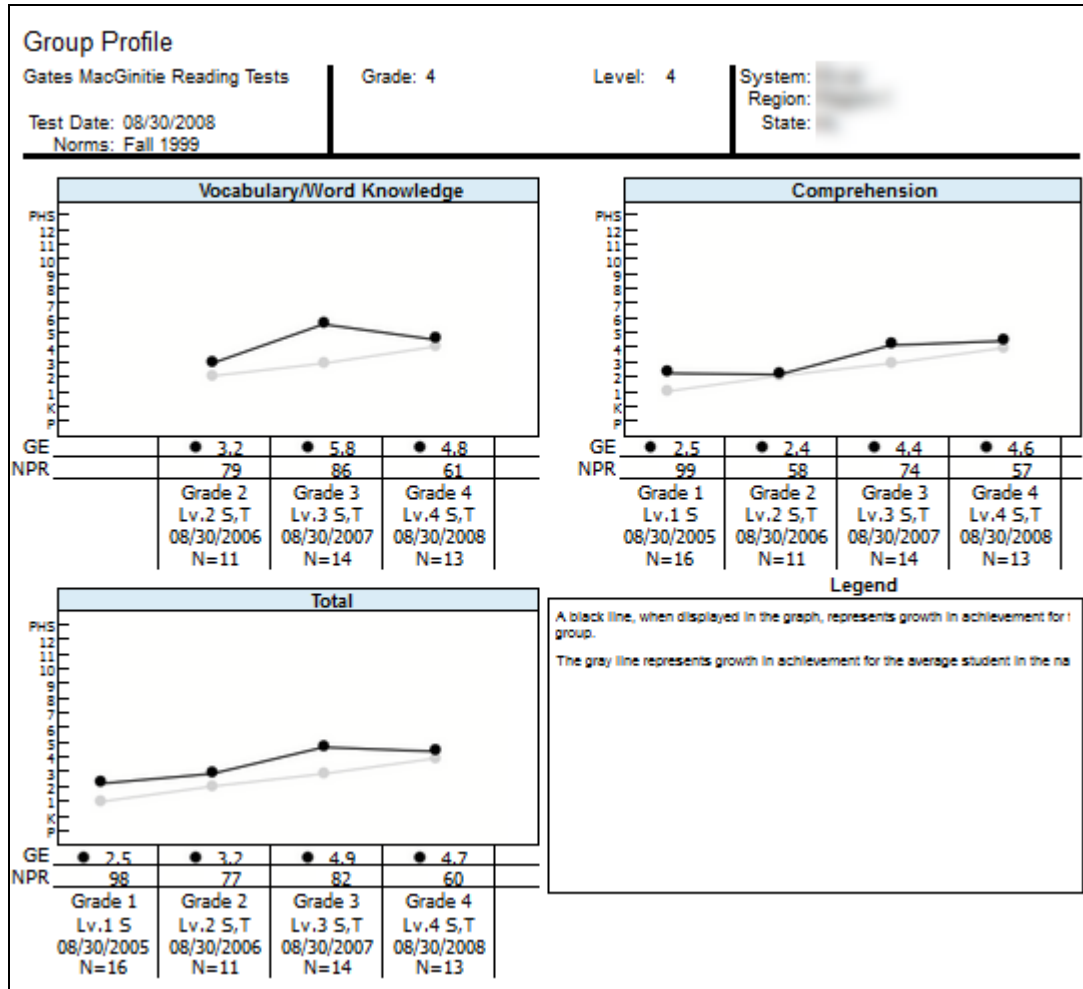 Group Profile
Gates MacGinitie Reading Tests
Grade: 4
Level: 4
System:
Region:
State:
Test Date: 08/30/2008
Norms: Fall 1999
Vocabulary/Word Knowledge
PHS
12
11
10
9
8
7
6
5
4
3
2
1
K
P
GE 3.2 5.8 4.8
NPR 79 86 61
Grade 2 Grade 3 Grade 4
Lv.2 S,T Lv.3 S,T Lv.4 S,T
08/30/2006 08/30/2007 08/30/2008
N=11 N=14 N=13
Comprehension
PHS
12
11
10
9
8
7
6
5
4
3
2
1
K
P
GE 2.5 2.4 4.4 4.6
NPR 99 58 74 57
Grade 1 Grade 2 Grade 3 Grade 4
Lv.1 S Lv.2 S,T Lv.3 S,T Lv.4 S,T
08/30/2005 08/30/2006 08/30/2007 08/30/2008
N=16 N=11 N=14 N=13
Total
PHS
12
11
10
9
8
7
6
5
4
3
2
1
K
P
GE 2.5 3.2 4.9 4.7
NPR 98 77 82 60
Grade 1 Grade 2 Grade 3 Grade 4
Lv.1 S Lv.2 S,T Lv.3 S,T Lv.4 S,T
08/30/2005 08/30/2006 08/30/2007 08/30/2008
N=16 N=11 N=14 N=13
Legend
A black line, when displayed in the graph, represents growth in achievement for
group.
The gray line represents growth in achievement for the average student in the na